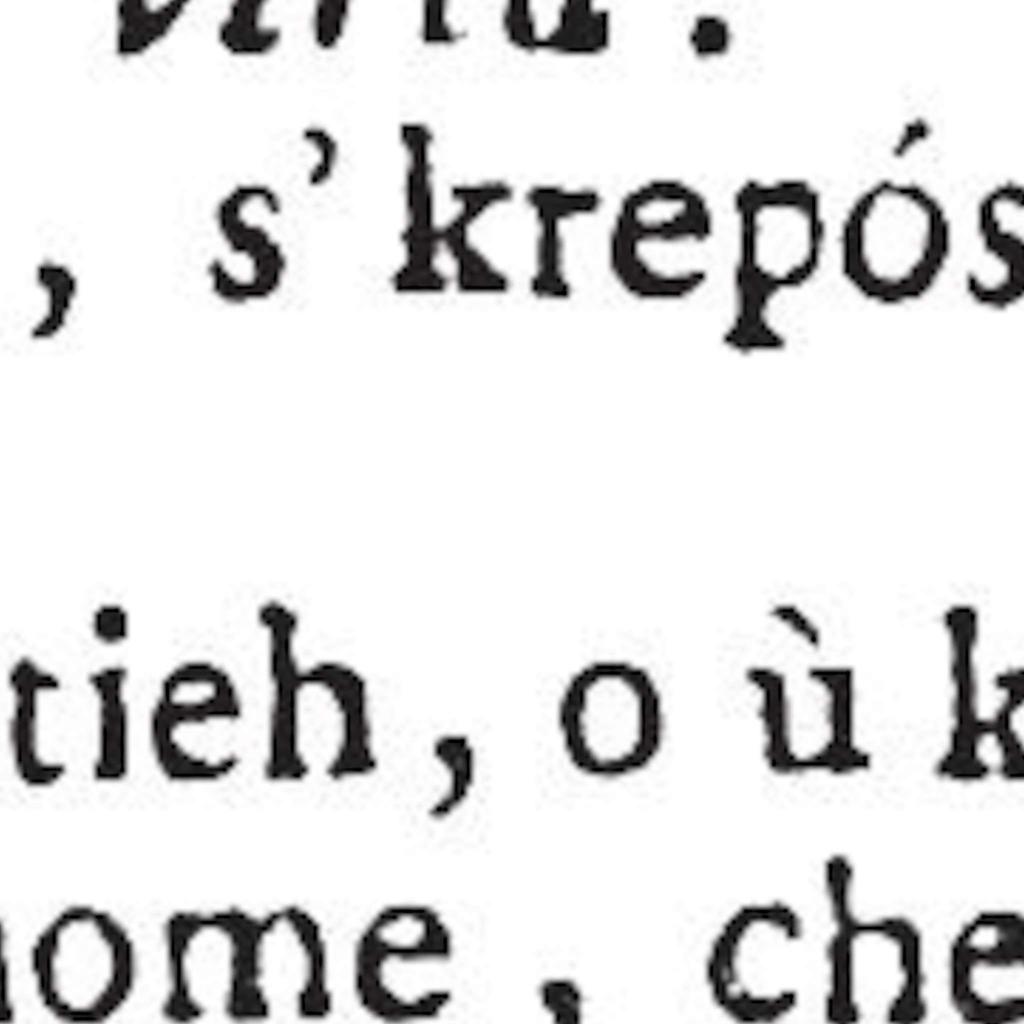 , s' krepós
tieh, o ù k
ome, che